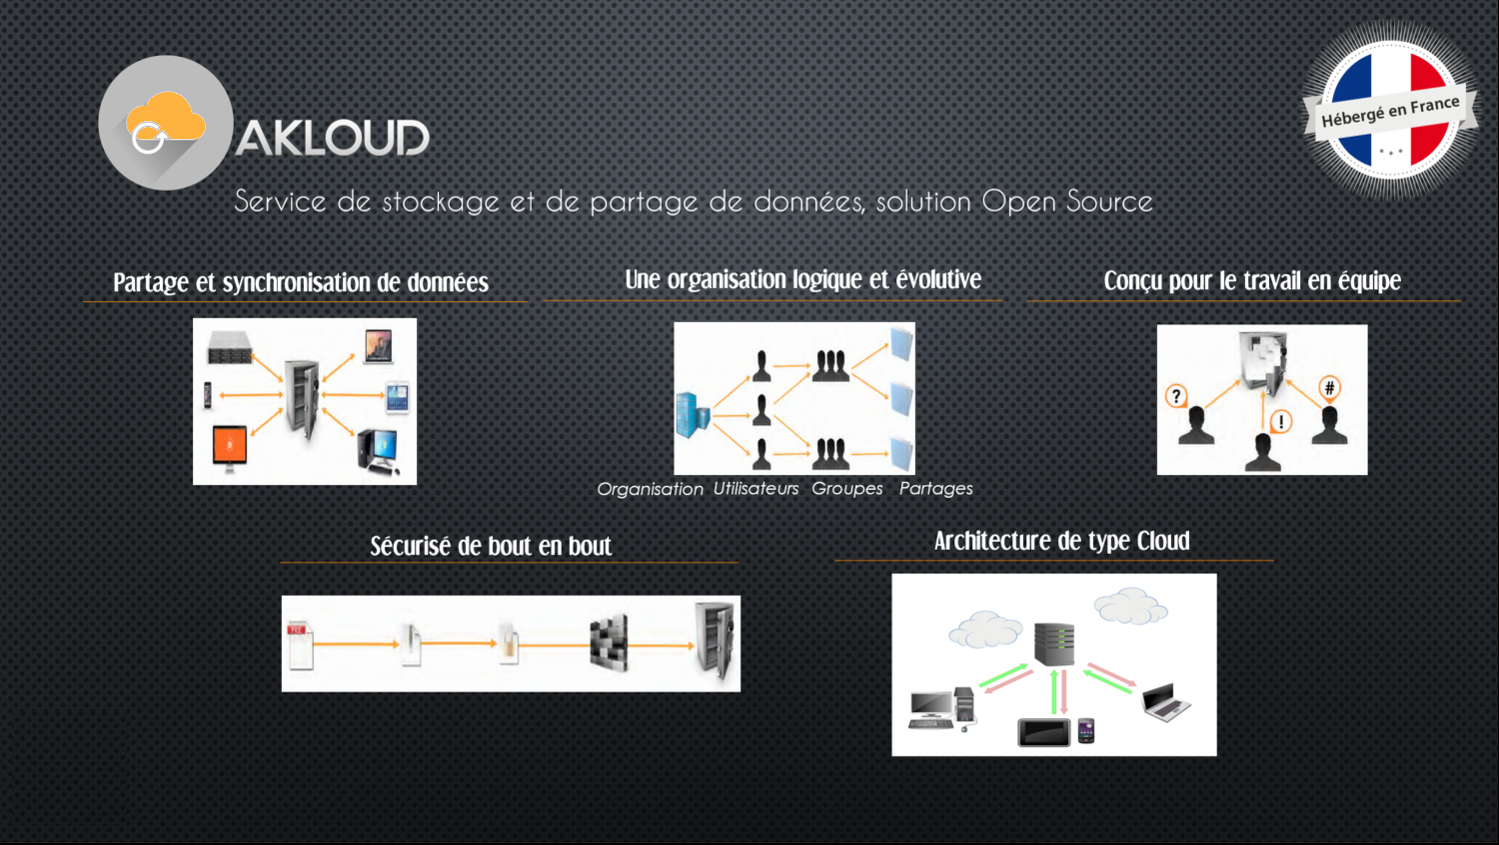 AKLOUD
Hébergé en France
Service de stockage et de partage de données, solution Open Source
Partage et synchronisation de données
Une organisation logique et évolutive
Conçu pour le travail en équipe
?
#
!
Organisation Utilisateurs Groupes Partages
Sécurisé de bout en bout
Architecture de type Cloud